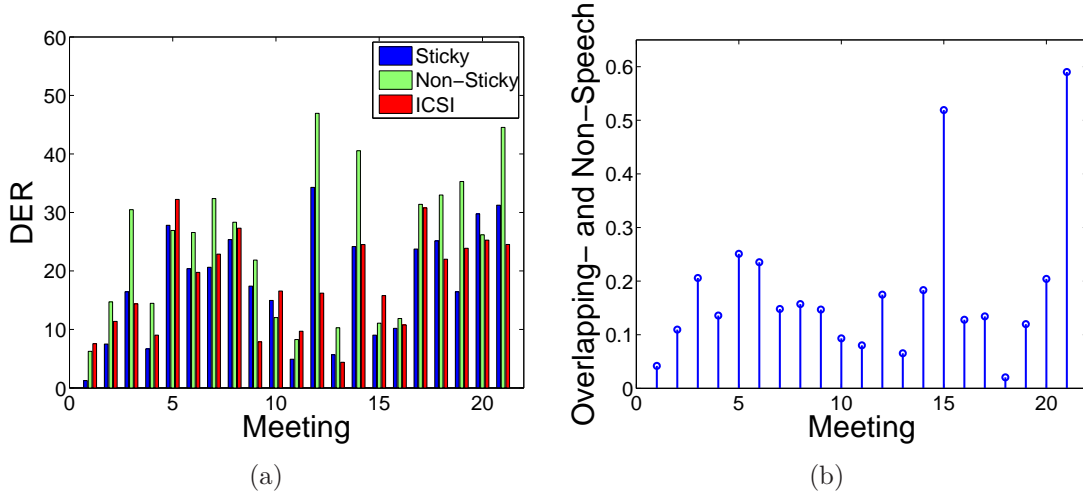 60
50
40
30
20
10
0
DER
0 5 10 15 20
Meeting
Sticky
Non−Sticky
ICSI
(a)
0.6
0.5
0.4
0.3
0.2
0.1
0
Overlapping− and Non−Speech
0 5 10 15 20
Meeting
(b)